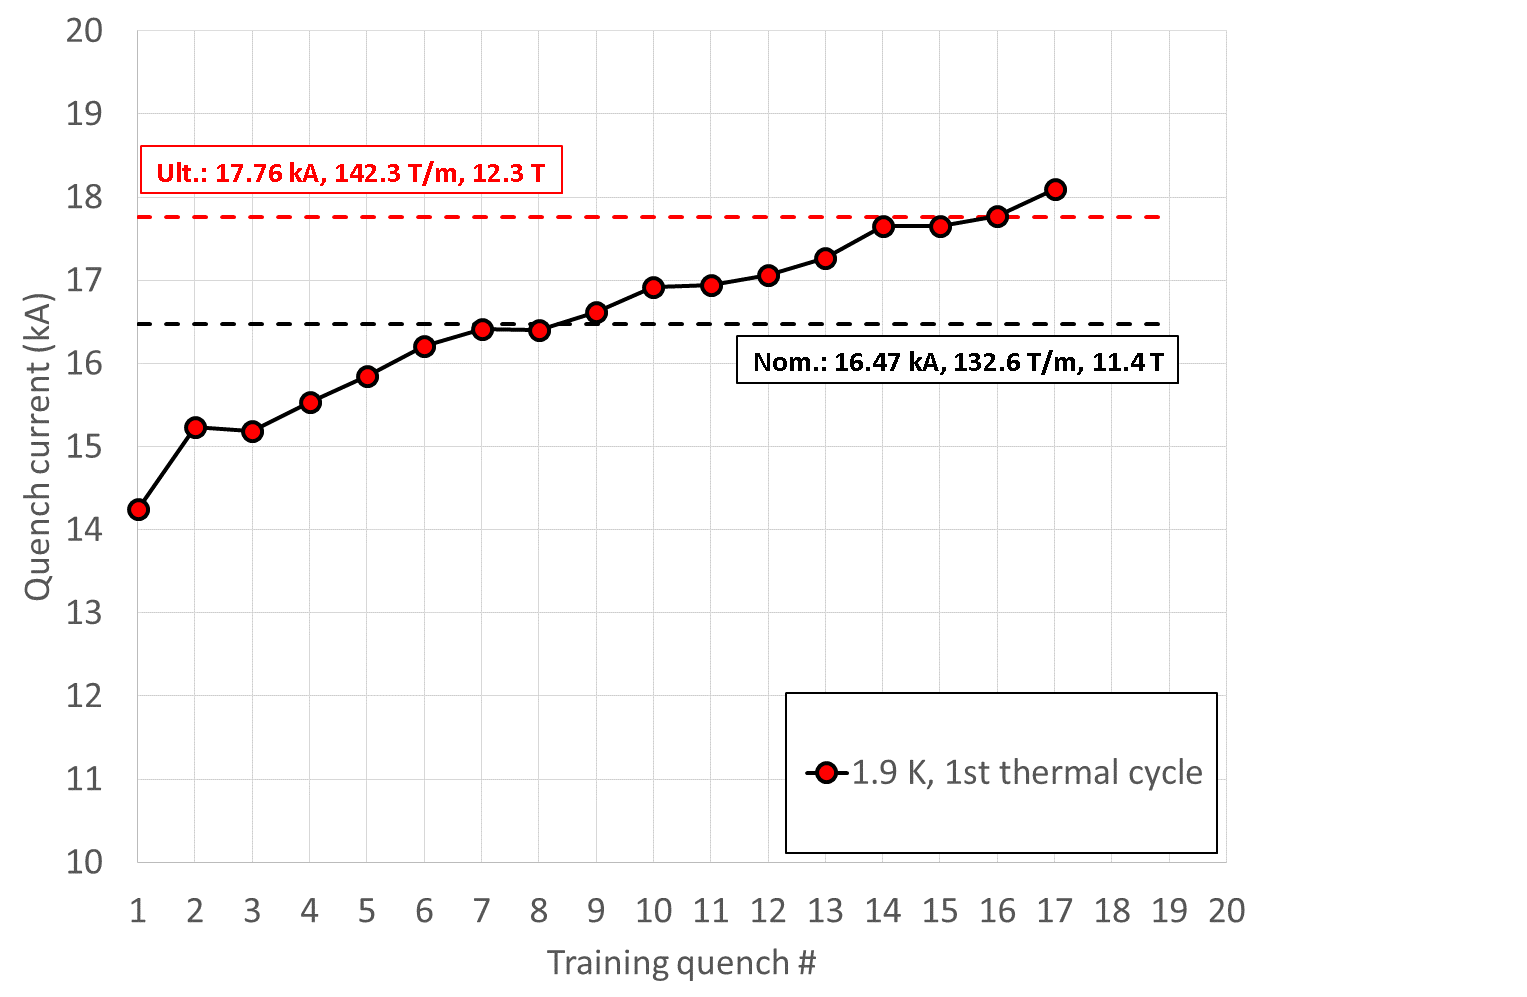 20
19
18
17
16
15
14
13
12
11
10
Quench current (kA)
Ult.: 17.76 kA, 142.3 T/m, 12.3 T
Nom.: 16.47 kA, 132.6 T/m, 11.4 T
1.9 K, 1st thermal cycle
1 2 3 4 5 6 7 8 9 10 11 12 13 14 15 16 17 18 19 20
Training quench #